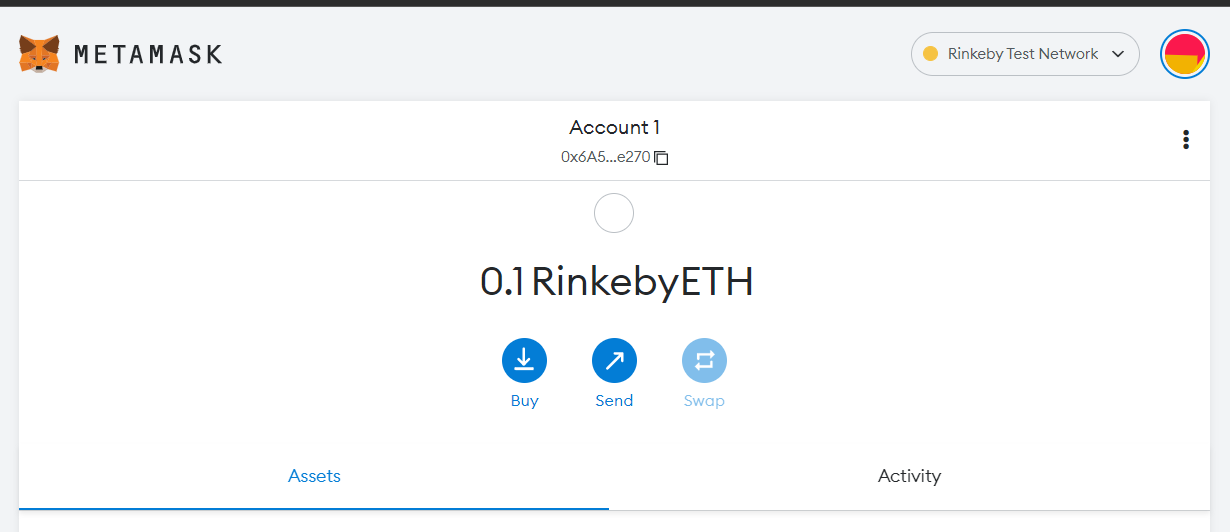 METAMASK
Rinkeby Test Network
Account 1
0x6A5...e270
0.1 RinkebyETH
Buy
Send
Swap
Assets
Activity